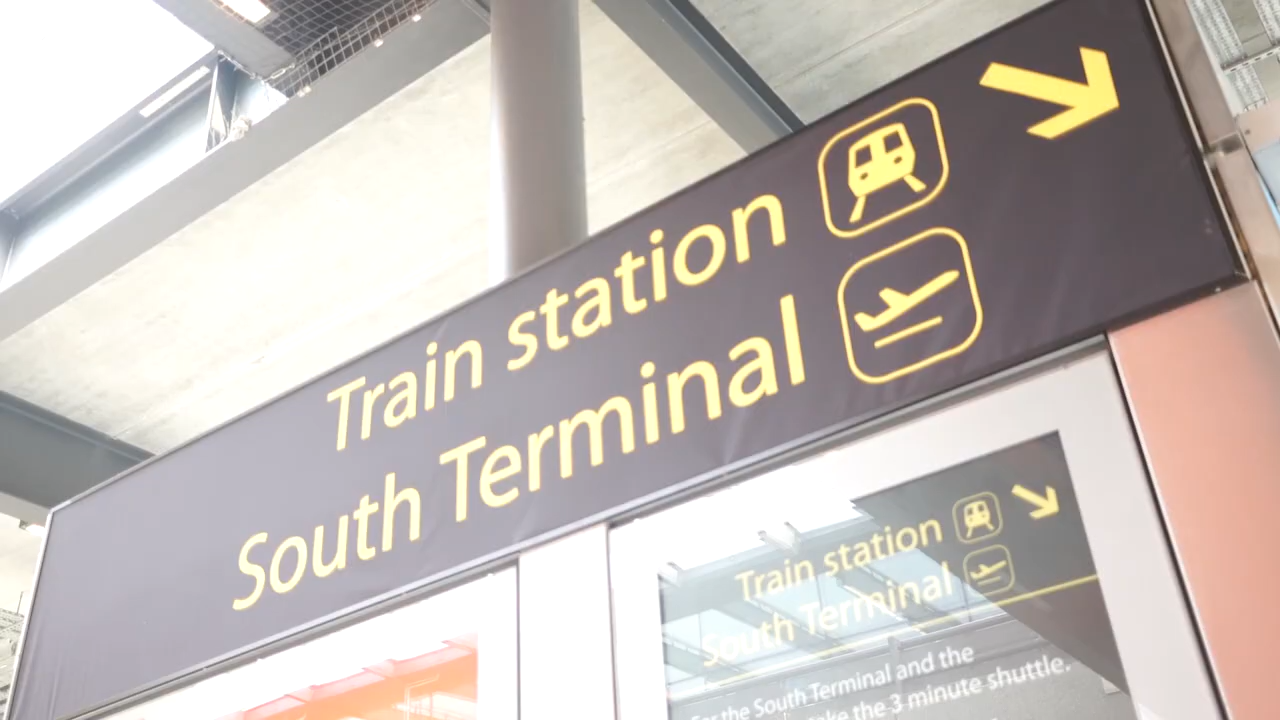 Train station
South Terminal
Train station
South Terminal
For the South Terminal and the
take the 3 minute shuttle.